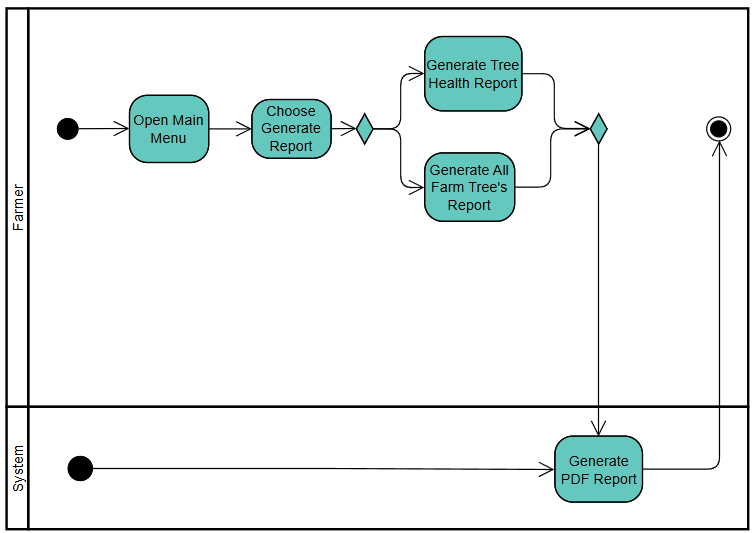 Farmer
Open Main
Menu
Choose
Generate
Report
Generate Tree
Health Report
Generate All
Farm Tree's
Report
System
Generate
PDF Report